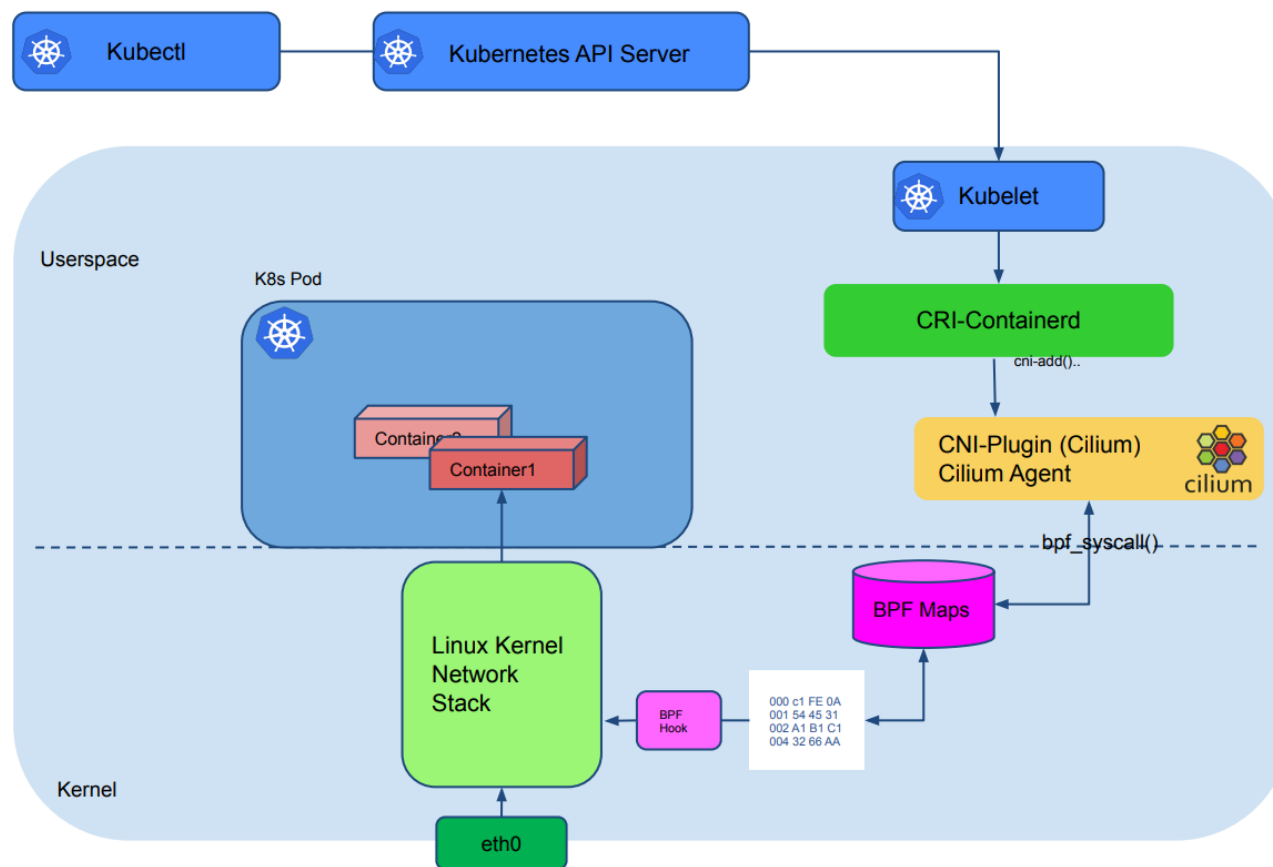 Kubectl
Kubernetes API Server
Kubelet
Userspace
K8s Pod
CRI-Containerd
cni-add()..
Container1
CNI-Plugin (Cilium)
Cilium Agent
cilium
bpf_syscall()
BPF Maps
Linux Kernel
Network
Stack
BPF
Hook
000 c1 FE 0A
001 54 45 31
002 A1 B1 C1
004 32 66 AA
Kernel
eth0